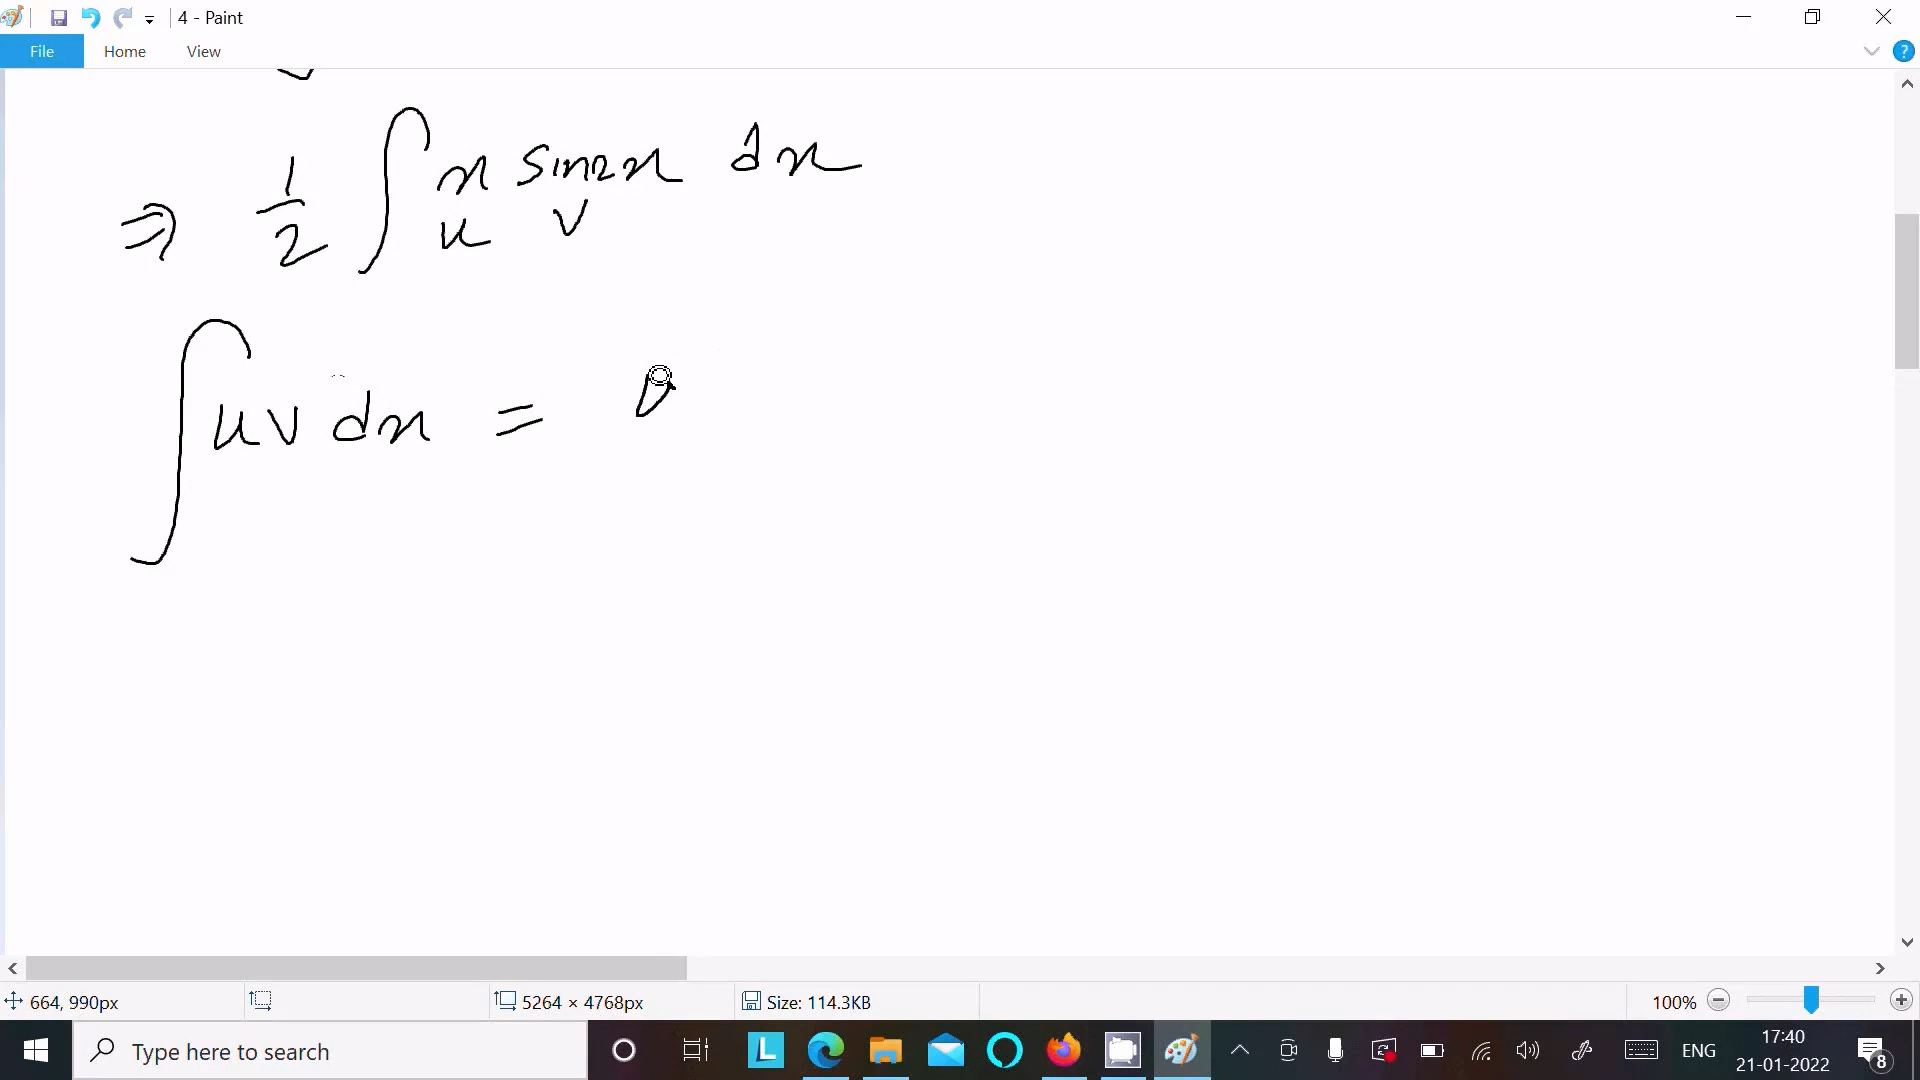 4 - Paint
File Home View
⇒ 1/2 ∫ x sin2x dx
u v
∫ uv dx =
664, 990px 5264 × 4768px Size: 114.3KB 100%
Type here to search L ENG 17:40
21-01-2022 8